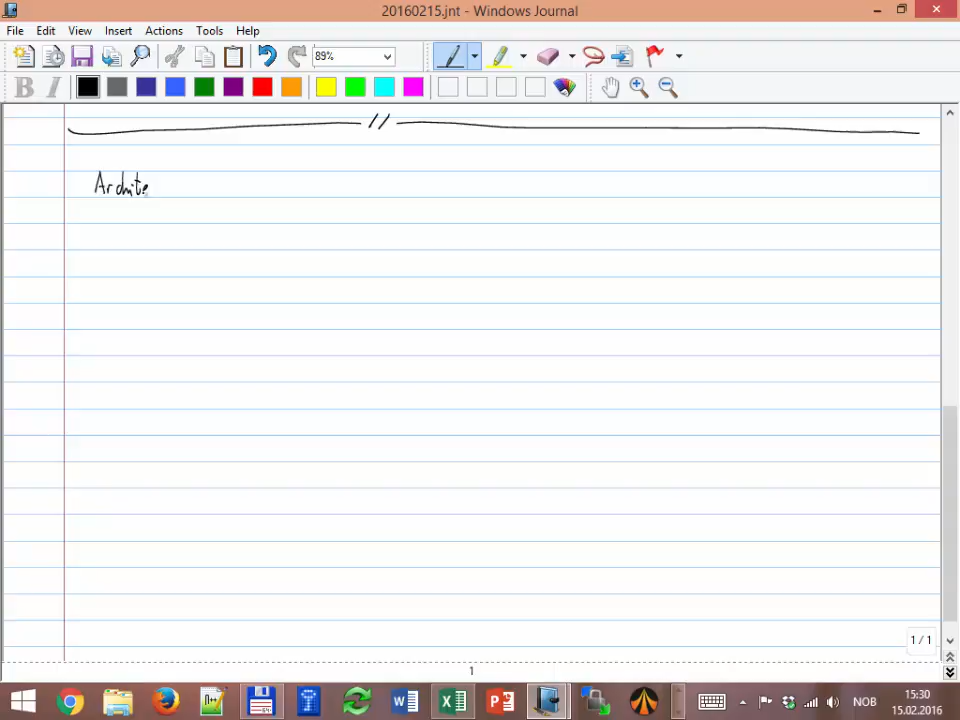 20160215.jnt - Windows Journal
File Edit View Insert Actions Tools Help
89%
B I
Archite
1 / 1
1
NOB
15:30
15.02.2016